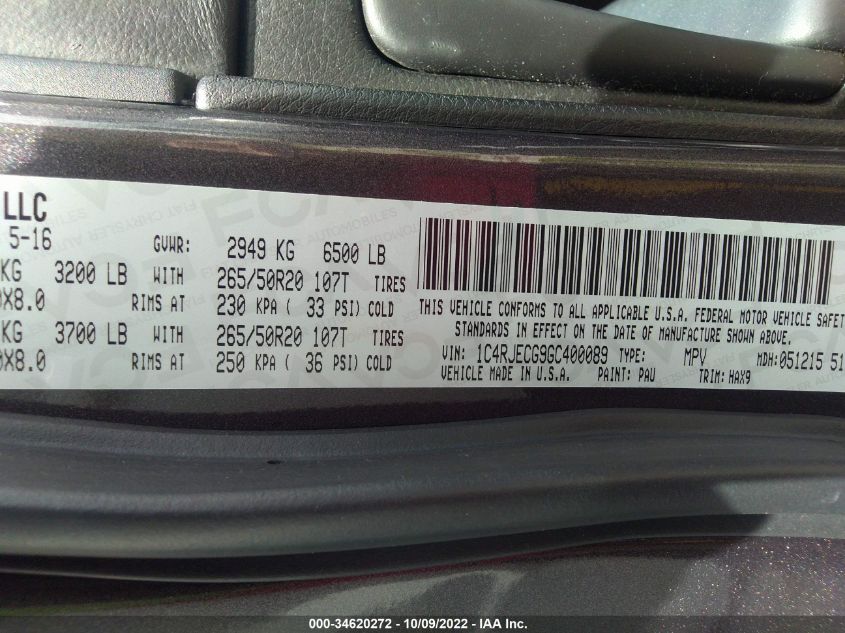 LLC
5-16 GVWR: 2949 KG 6500 LB
KG 3200 LB WITH 265/50R20 107T TIRES
X8.0 RIMS AT 230 KPA ( 33 PSI) COLD
KG 3700 LB WITH 265/50R20 107T TIRES
X8.0 RIMS AT 250 KPA ( 36 PSI) COLD
THIS VEHICLE CONFORMS TO ALL APPLICABLE U.S.A. FEDERAL MOTOR VEHICLE SAFET
STANDARDS IN EFFECT ON THE DATE OF MANUFACTURE SHOWN ABOVE.
VIN: 1C4RJECG9GC400089 TYPE: MPV MDH:051215 51
VEHICLE MADE IN U.S.A. PAINT: PAU TRIM: HAX9
000-34620272 - 10/09/2022 - IAA Inc.